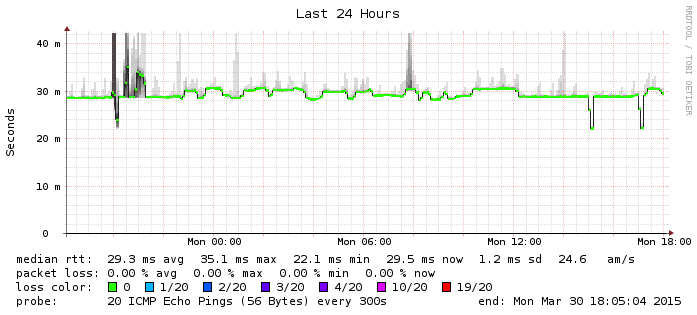 Last 24 Hours
RRDTOOL / TOBI OETIKER
Seconds
40 m
30 m
20 m
10 m
0
Mon 00:00 Mon 06:00 Mon 12:00 Mon 18:00
median rtt: 29.3 ms avg 35.1 ms max 22.1 ms min 29.5 ms now 1.2 ms sd 24.6 am/s
packet loss: 0.00 % avg 0.00 % max 0.00 % min 0.00 % now
loss color: 0 1/20 2/20 3/20 4/20 10/20 19/20
probe: 20 ICMP Echo Pings (56 Bytes) every 300s end: Mon Mar 30 18:05:04 2015